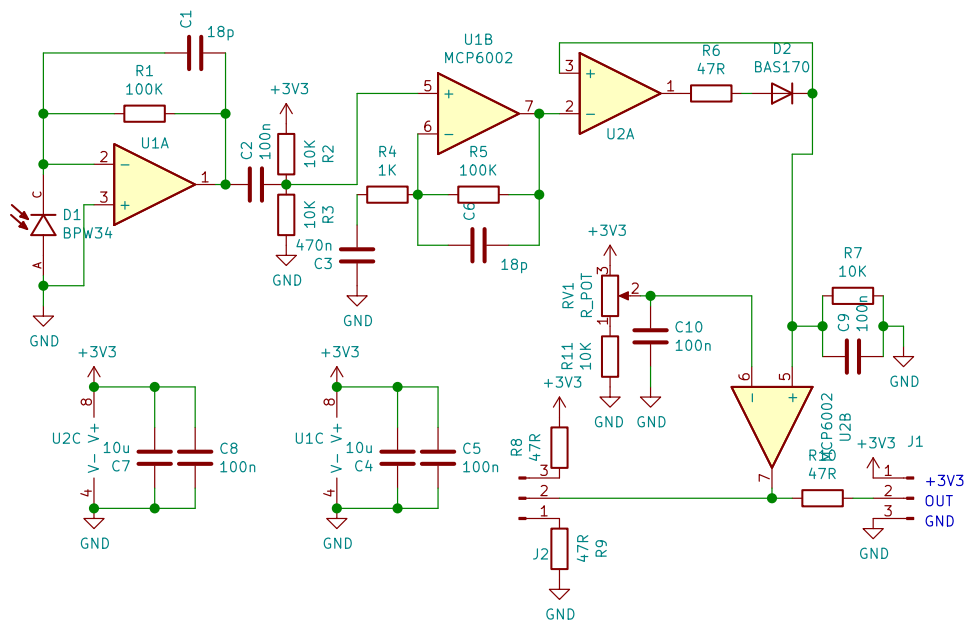 C1
18p
R1
100K
U1A
2
−
3
+
1
C
D1
BPW34
A
GND
C2
100n
+3V3
10K
R2
10K
R3
GND
470n
C3
GND
R4
1K
U1B
MCP6002
5
+
6
−
7
R5
100K
C6
18p
3
+
2
−
1
U2A
R6
47R
D2
BAS170
+3V3
RV1
R_POT
3
2
1
R11
10K
GND
C10
100n
GND
R7
10K
C9
100n
GND
6
5
−
+
MCP6002
U2B
7
R10
47R
+3V3
J1
1
2
3
+3V3
OUT
GND
GND
+3V3
R8
47R
3
2
1
J2
47R
R9
GND
+3V3
8
U2C
V+
V−
4
10u
C7
C8
100n
GND
+3V3
8
U1C
V+
V−
4
10u
C4
C5
100n
GND